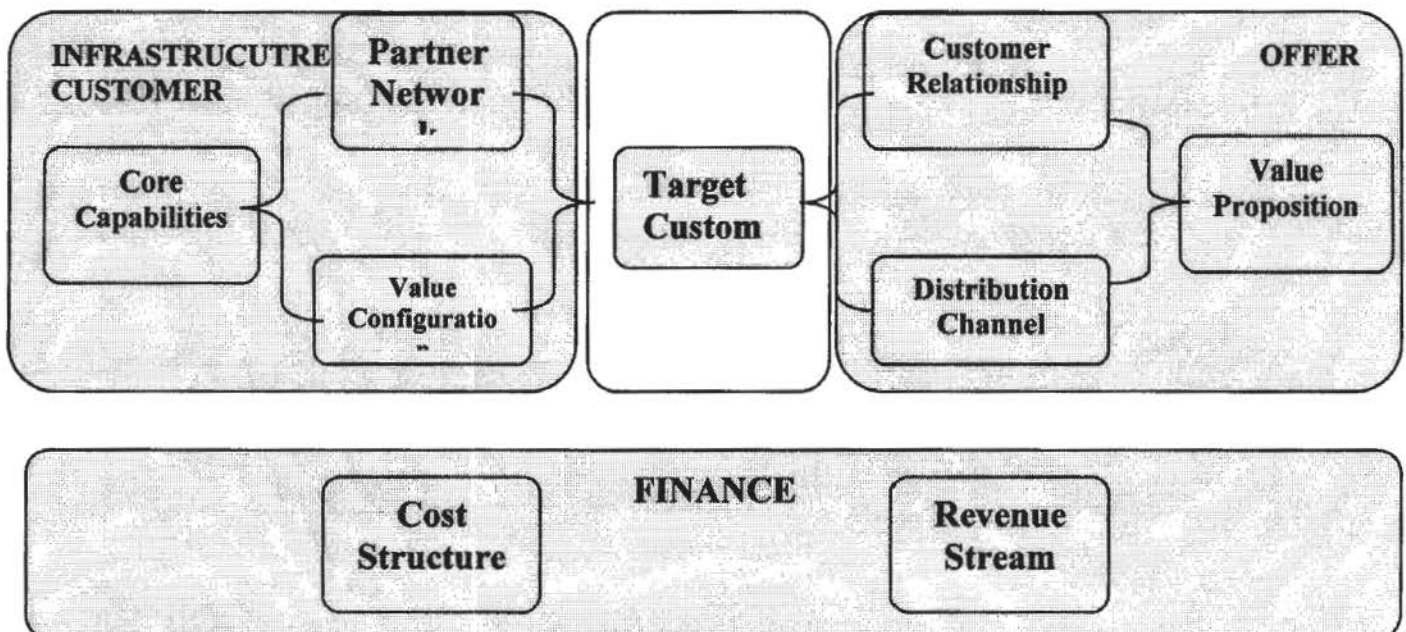 INFRASTRUCUTRE
CUSTOMER
Partner
Networ
Core
Capabilities
Value
Configuratio
Target
Custom
Customer
Relationship
OFFER
Value
Proposition
Distribution
Channel
FINANCE
Cost
Structure
Revenue
Stream